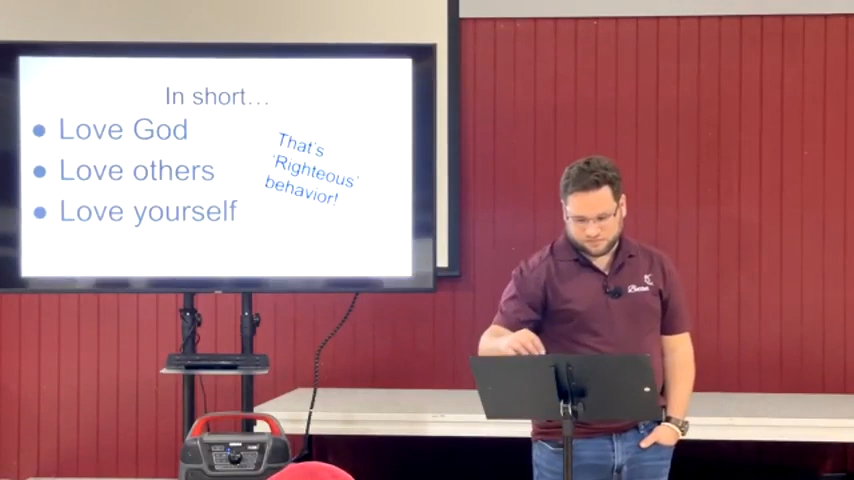 In short…
● Love God
● Love others
● Love yourself
That's
'Righteous'
behavior!